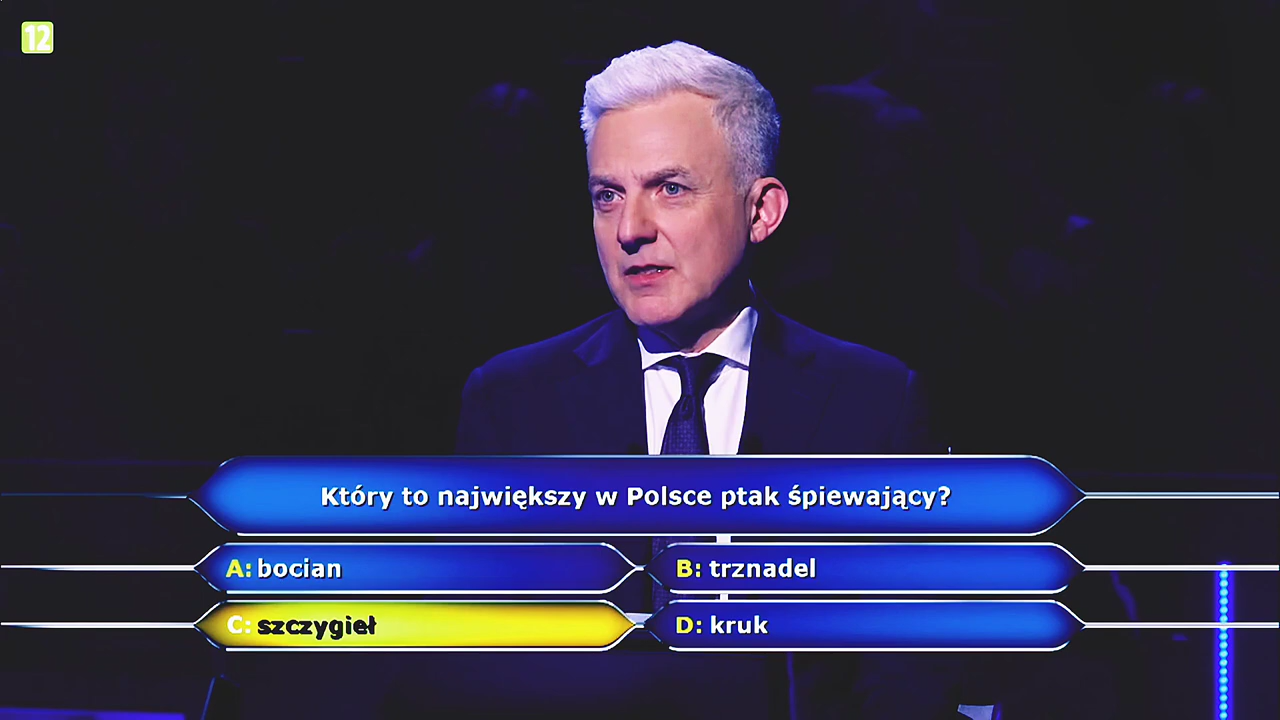 12
Który to największy w Polsce ptak śpiewający?
A: bocian
B: trznadel
C: szczygieł
D: kruk